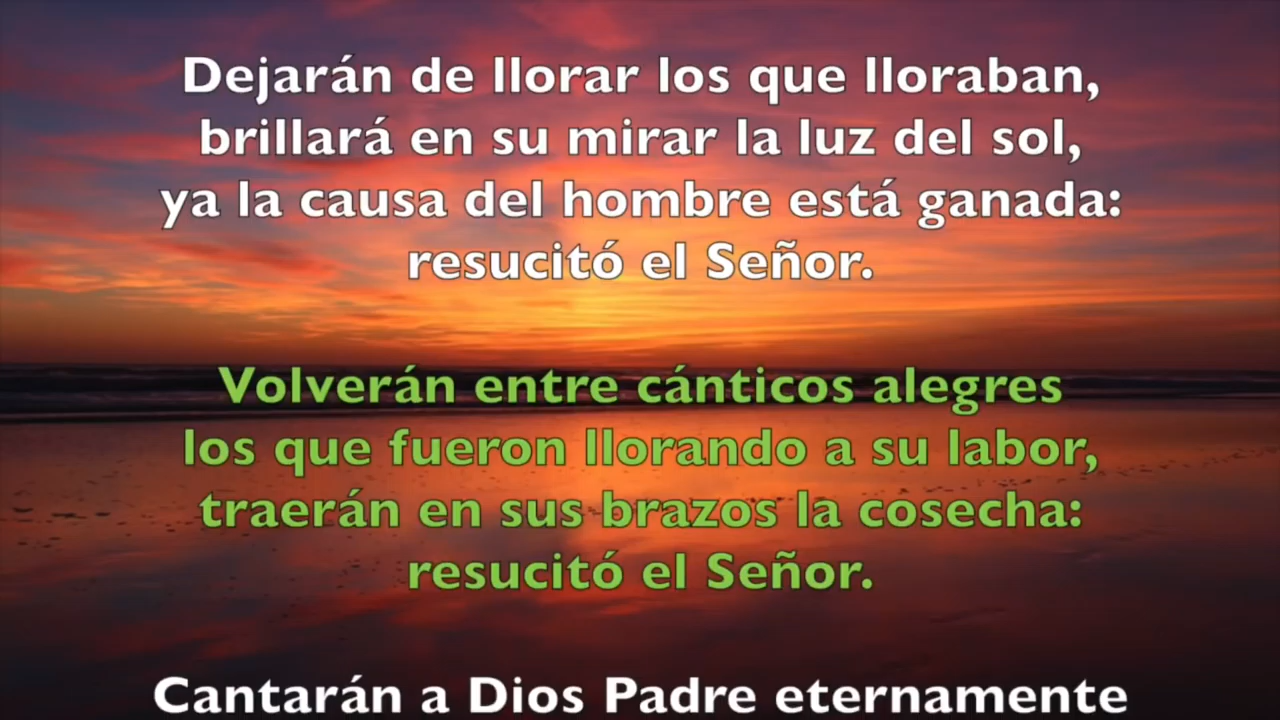 Dejarán de llorar los que lloraban,
brillará en su mirar la luz del sol,
ya la causa del hombre está ganada:
resucitó el Señor.
Volverán entre cánticos alegres
los que fueron llorando a su labor,
traerán en sus brazos la cosecha:
resucitó el Señor.
Cantarán a Dios Padre eternamente